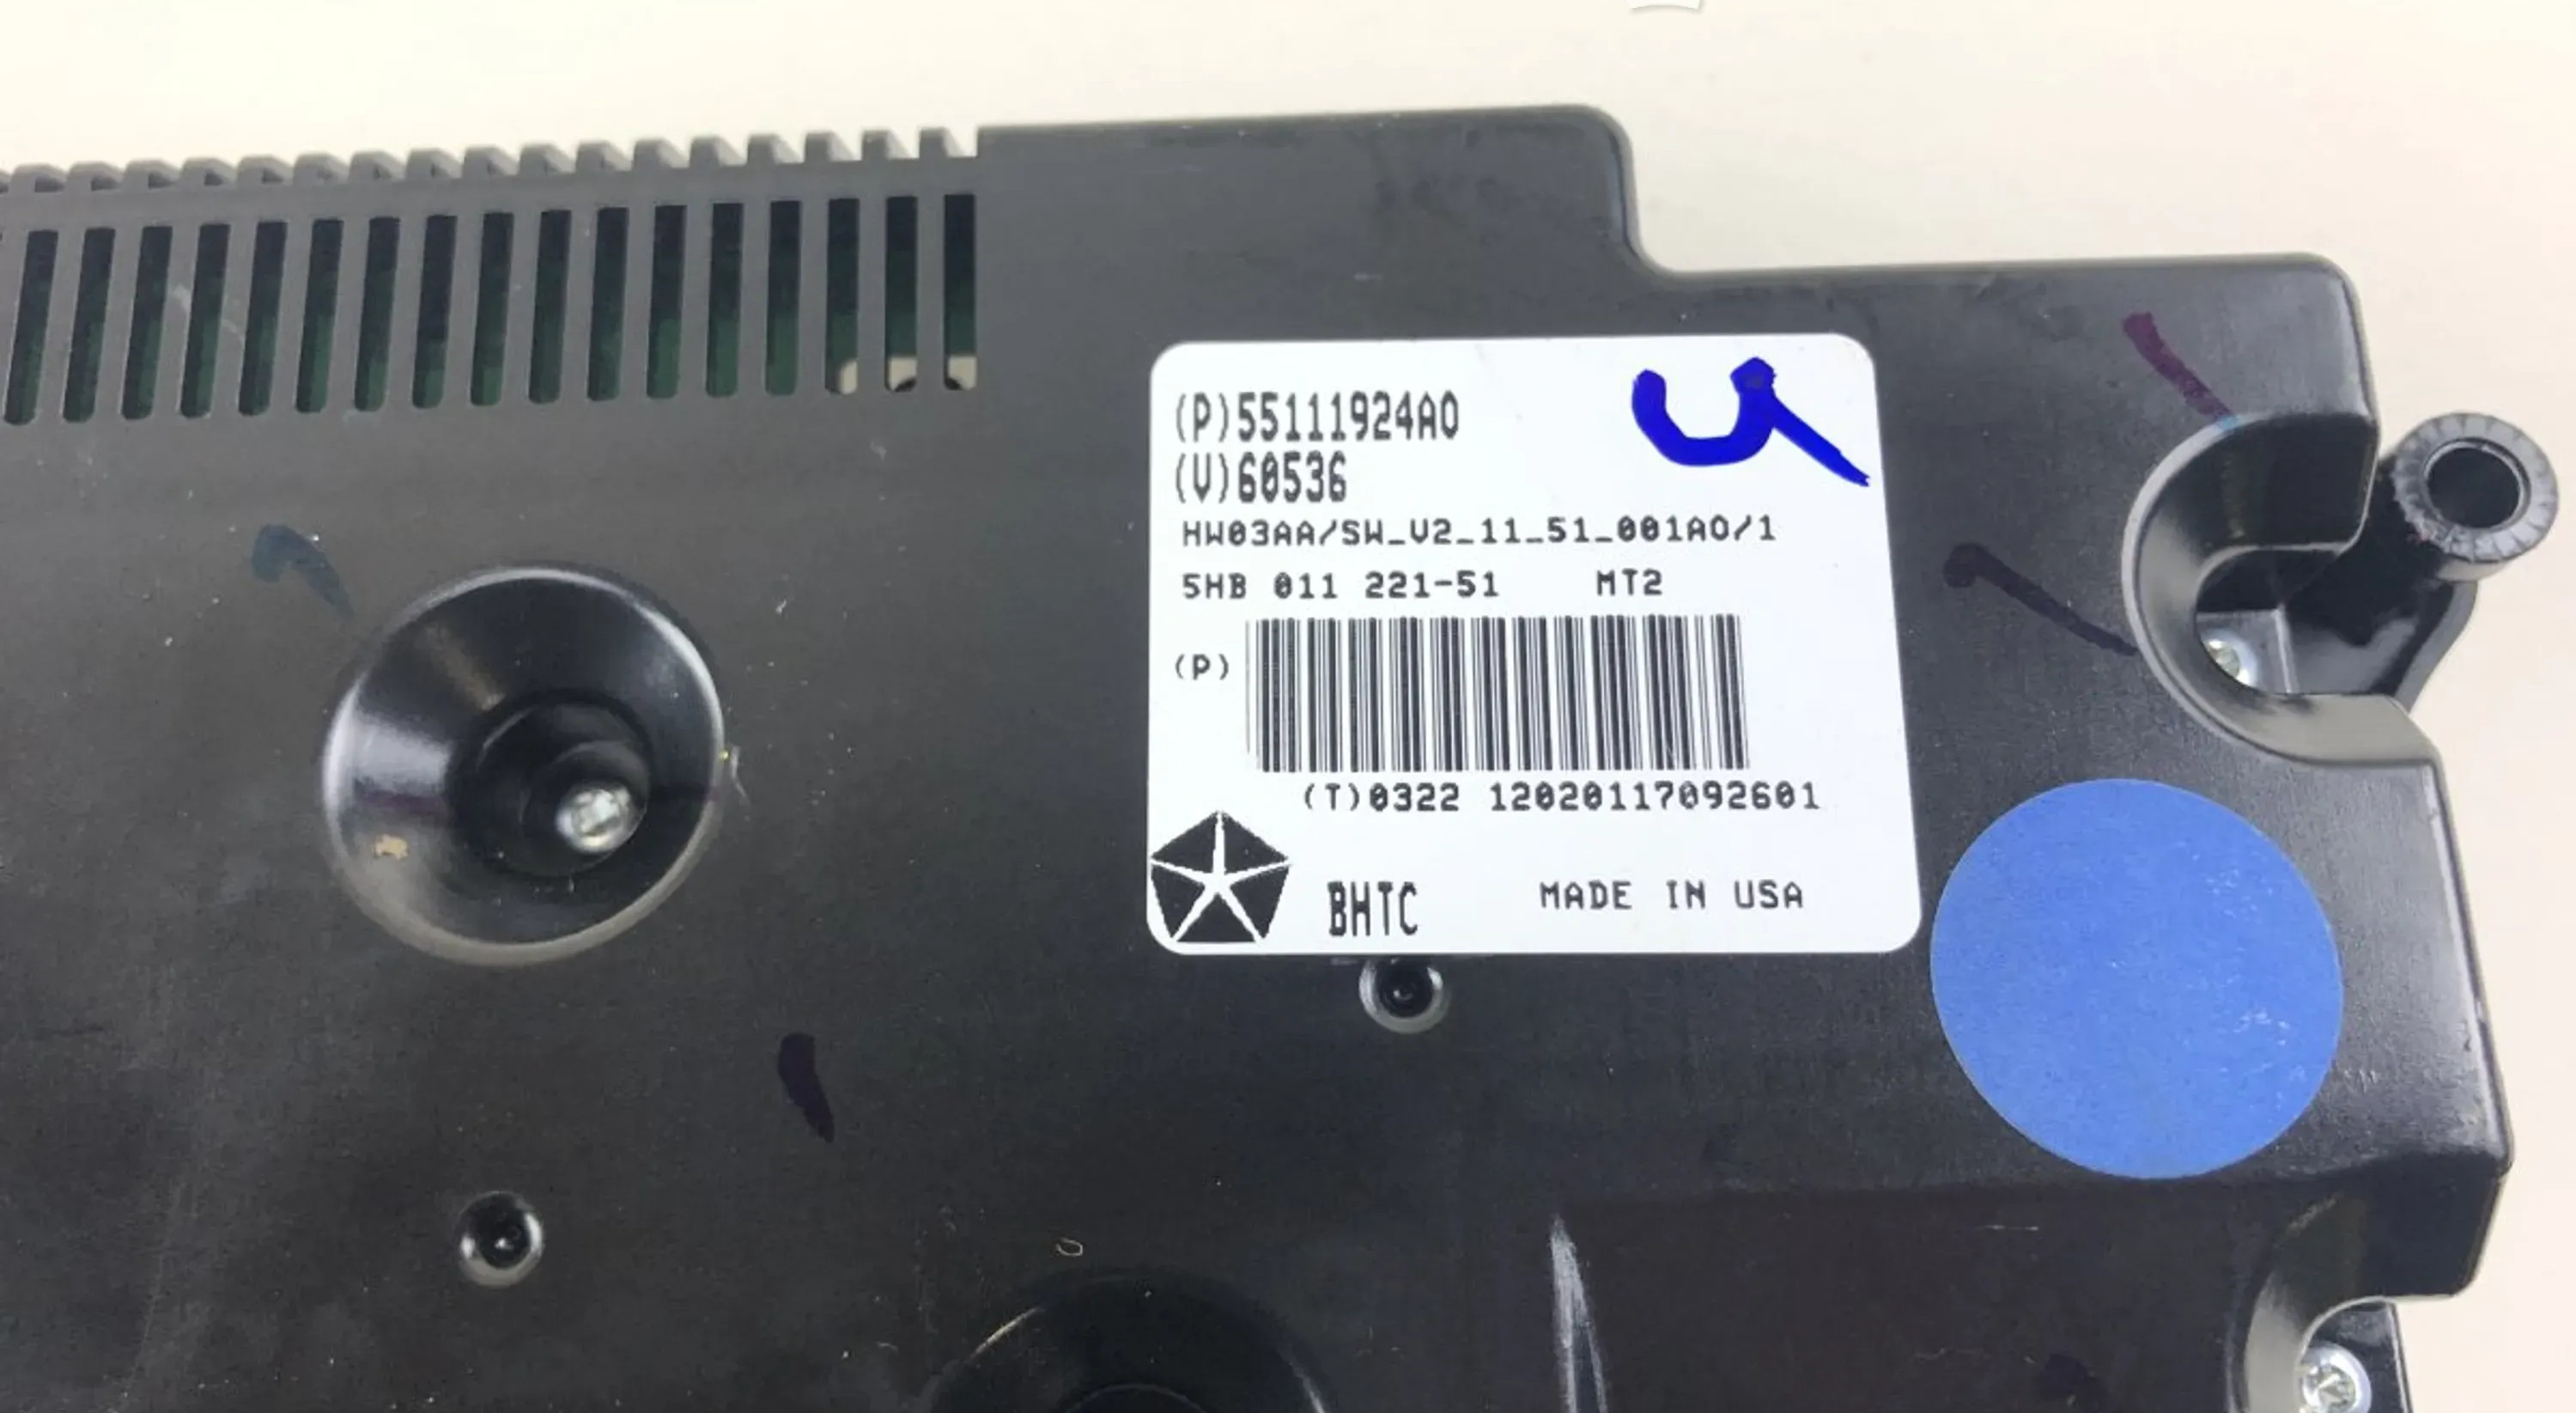 (P)55111924AO
(V)60536
HW03AA/SW_V2_11_51_001AO/1
5HB 011 221-51 MT2
(P)
(T)0322 12020117092601
BHTC MADE IN USA